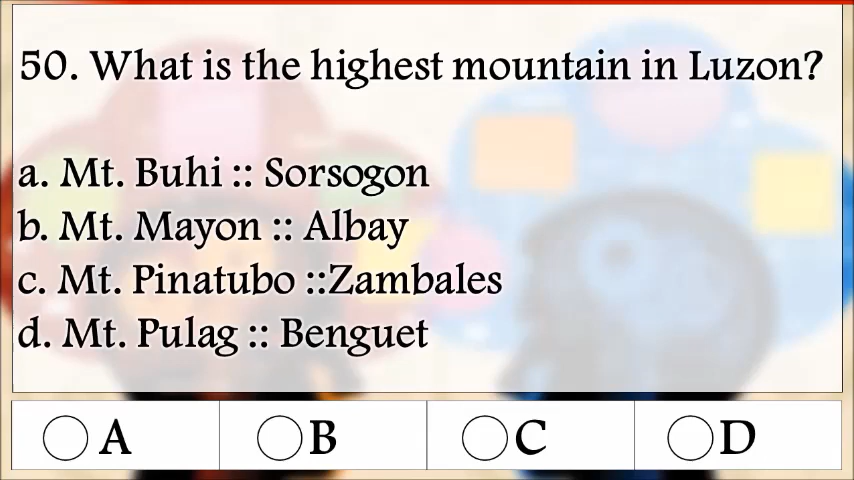 50. What is the highest mountain in Luzon?
a. Mt. Buhi :: Sorsogon
b. Mt. Mayon :: Albay
c. Mt. Pinatubo ::Zambales
d. Mt. Pulag :: Benguet
A B C D